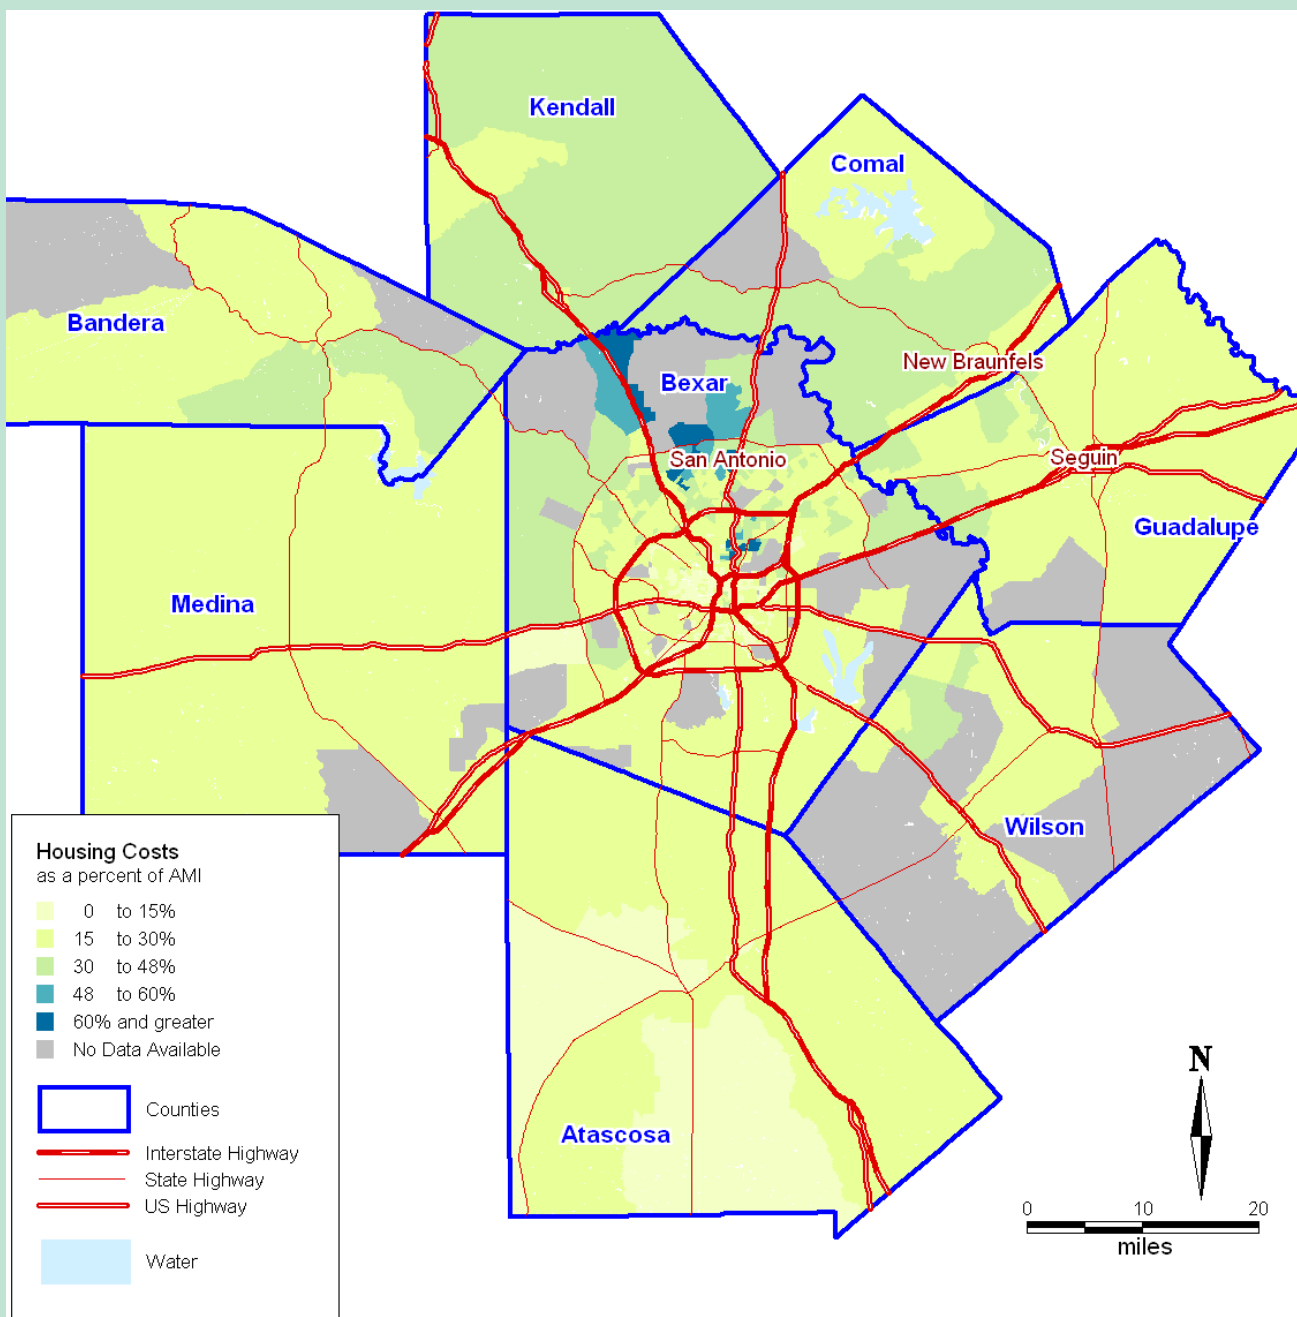 Kendall
Comal
Bandera
New Braunfels
Bexar
San Antonio
Seguin
Guadalupe
Medina
Wilson
Atascosa
Housing Costs
as a percent of AMI
0 to 15%
15 to 30%
30 to 48%
48 to 60%
60% and greater
No Data Available
Counties
Interstate Highway
State Highway
US Highway
Water
N
0 10 20
miles